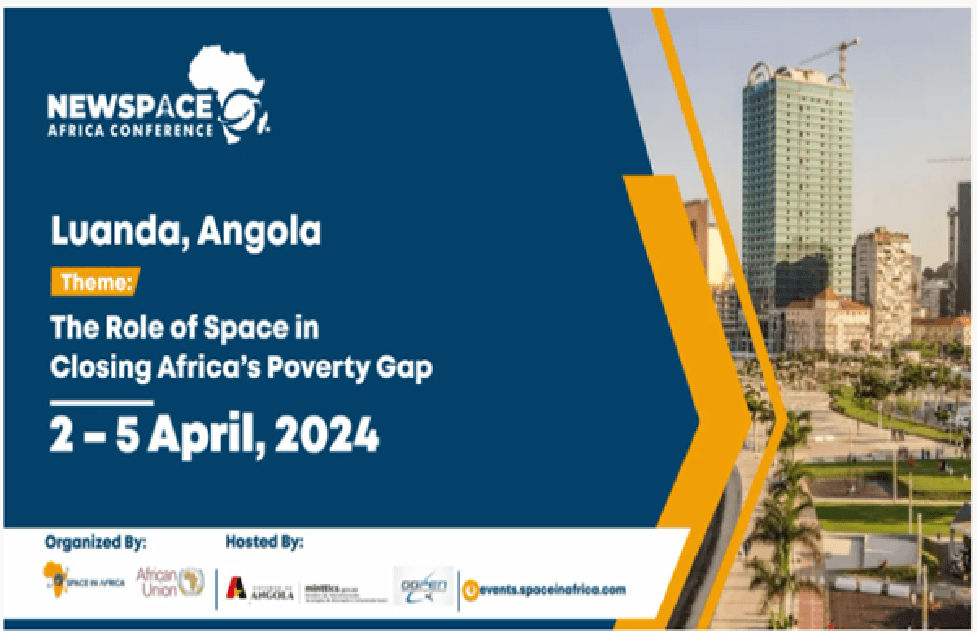 NEWSPACE
AFRICA CONFERENCE
Luanda, Angola
Theme:
The Role of Space in
Closing Africa's Poverty Gap
2 – 5 April, 2024
Organized By:
Hosted By:
SPACE IN AFRICA
African
Union
ANGOLA
minttics
events.spaceinafrica.com